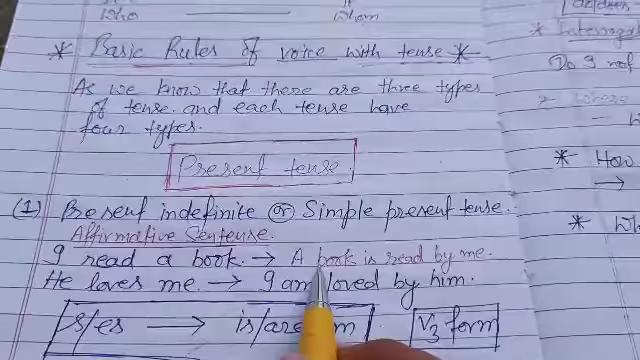 Who Whom
* Basic Rules of voice with tense *
As we know that there are three types
of tense. and each tense have
four types.
Present tense.
(1) Present indefinite or Simple present tense.
Affirmative Sentense.
I read a book. → A book is read by me.
He loves me. → I am loved by him.
s/es → is/are/am V3 form
* Interrogat
Do I not
* How
→
* Wh